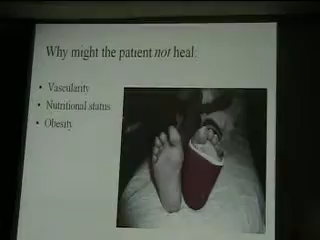 Why might the patient not heal:
• Vascularity
• Nutritional status
• Obesity